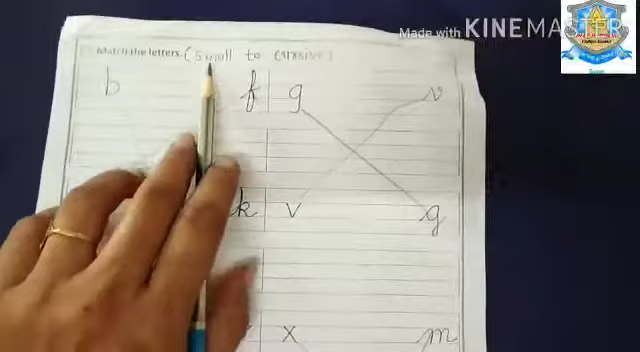 Made with KINEMASTER
Match the letters. (Small to cursive)
b f g v
k v g
x m